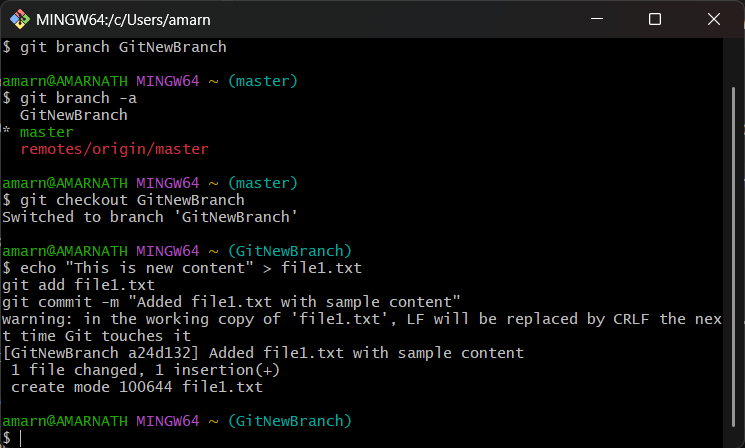 MINGW64:/c/Users/amarn
$ git branch GitNewBranch
amarn@AMARNATH MINGW64 ~ (master)
$ git branch -a
  GitNewBranch
* master
  remotes/origin/master
amarn@AMARNATH MINGW64 ~ (master)
$ git checkout GitNewBranch
Switched to branch 'GitNewBranch'
amarn@AMARNATH MINGW64 ~ (GitNewBranch)
$ echo "This is new content" > file1.txt
git add file1.txt
git commit -m "Added file1.txt with sample content"
warning: in the working copy of 'file1.txt', LF will be replaced by CRLF the nex
t time Git touches it
[GitNewBranch a24d132] Added file1.txt with sample content
 1 file changed, 1 insertion(+)
 create mode 100644 file1.txt
amarn@AMARNATH MINGW64 ~ (GitNewBranch)
$